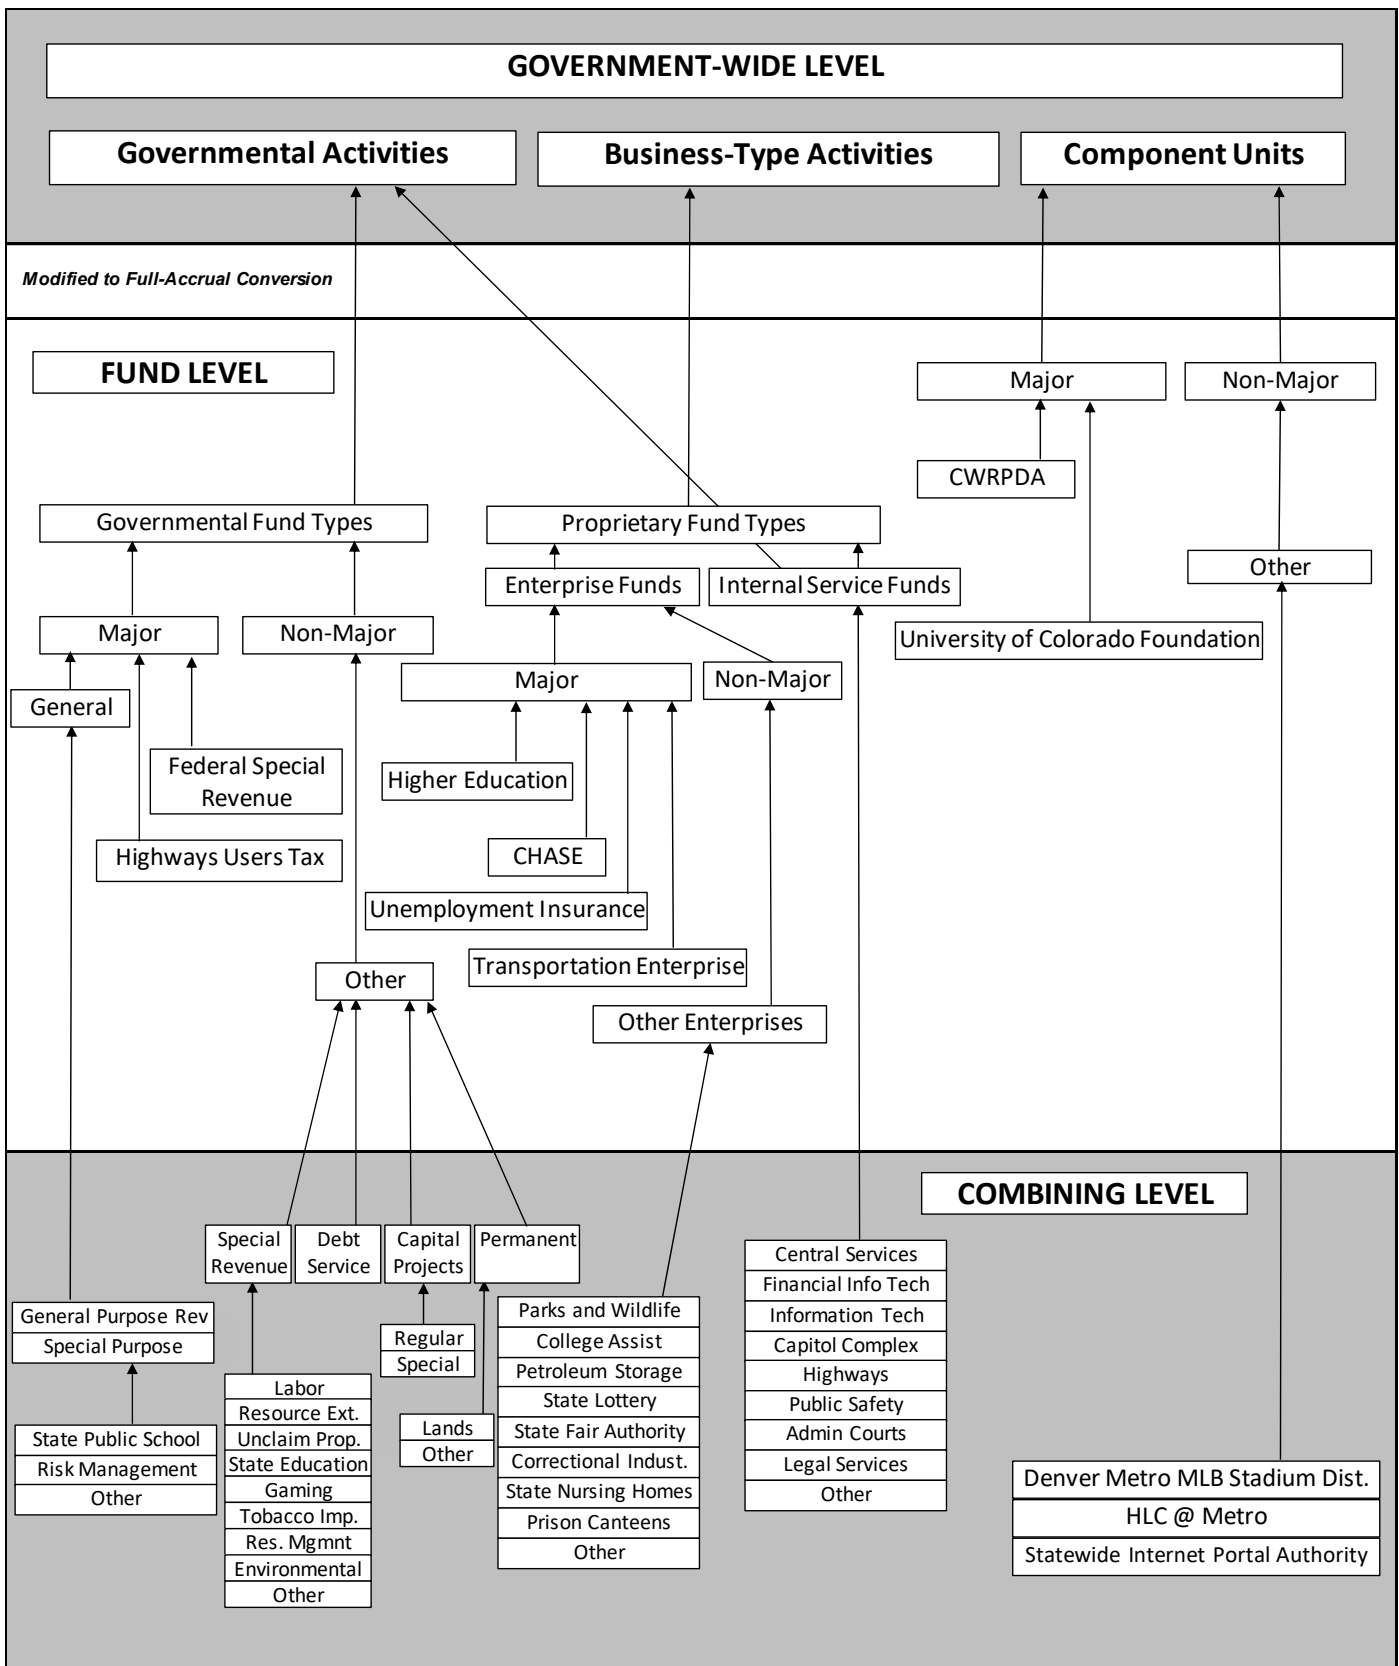 GOVERNMENT-WIDE LEVEL
Governmental Activities
Business-Type Activities
Component Units
Modified to Full-Accrual Conversion
FUND LEVEL
Major
Non-Major
CWRPDA
Governmental Fund Types
Proprietary Fund Types
Other
Enterprise Funds
Internal Service Funds
Major
Non-Major
University of Colorado Foundation
Major
Non-Major
General
Federal Special
Revenue
Higher Education
Highways Users Tax
CHASE
Unemployment Insurance
Transportation Enterprise
Other
Other Enterprises
COMBINING LEVEL
Special
Revenue
Debt
Service
Capital
Projects
Permanent
General Purpose Rev
Special Purpose
State Public School
Risk Management
Other
Labor
Resource Ext.
Unclaim Prop.
State Education
Gaming
Tobacco Imp.
Res. Mgmnt
Environmental
Other
Regular
Special
Lands
Other
Parks and Wildlife
College Assist
Petroleum Storage
State Lottery
State Fair Authority
Correctional Indust.
State Nursing Homes
Prison Canteens
Other
Central Services
Financial Info Tech
Information Tech
Capitol Complex
Highways
Public Safety
Admin Courts
Legal Services
Other
Denver Metro MLB Stadium Dist.
HLC @ Metro
Statewide Internet Portal Authority